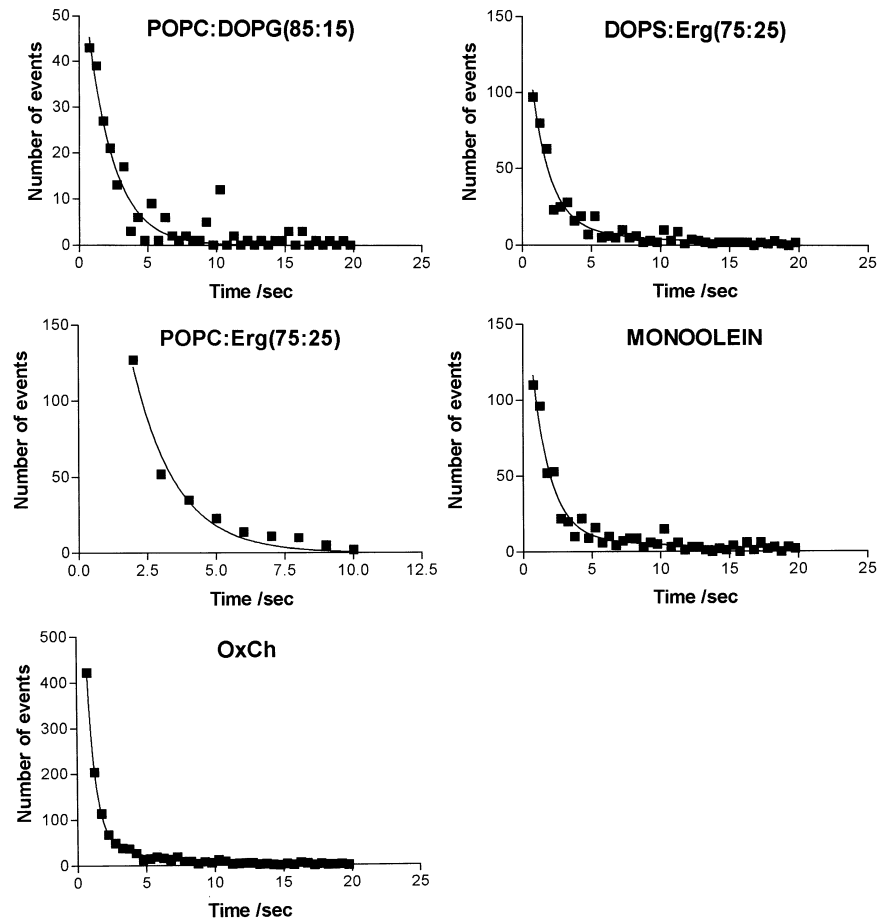 POPC:DOPG(85:15)
Number of events
50
40
30
20
10
0
0 5 10 15 20 25
Time /sec
DOPS:Erg(75:25)
Number of events
150
100
50
0
0 5 10 15 20 25
Time /sec
POPC:Erg(75:25)
Number of events
150
100
50
0
0.0 2.5 5.0 7.5 10.0 12.5
Time /sec
MONOOLEIN
Number of events
150
100
50
0
0 5 10 15 20 25
Time /sec
OxCh
Number of events
500
400
300
200
100
0
0 5 10 15 20 25
Time /sec